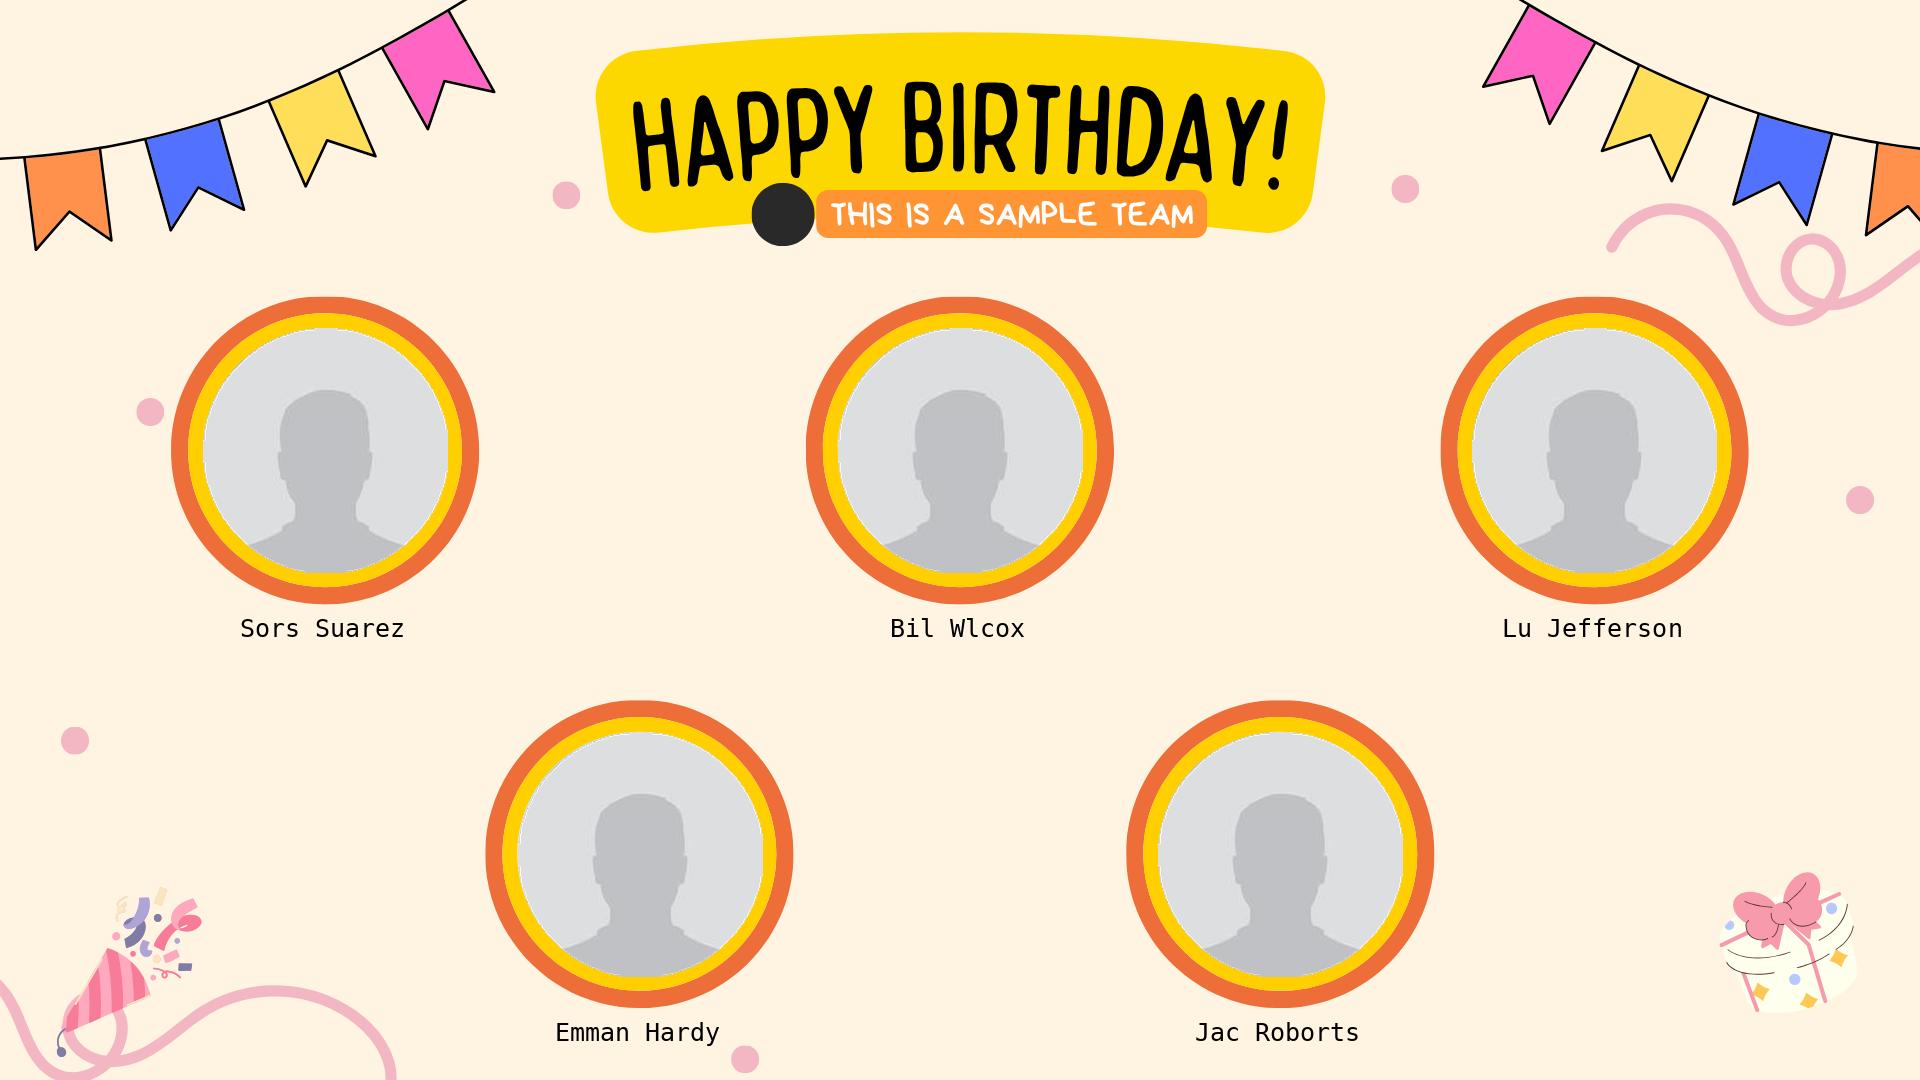 HAPPY BIRTHDAY!
THIS IS A SAMPLE TEAM
Sors Suarez
Bil Wlcox
Lu Jefferson
Emman Hardy
Jac Roborts